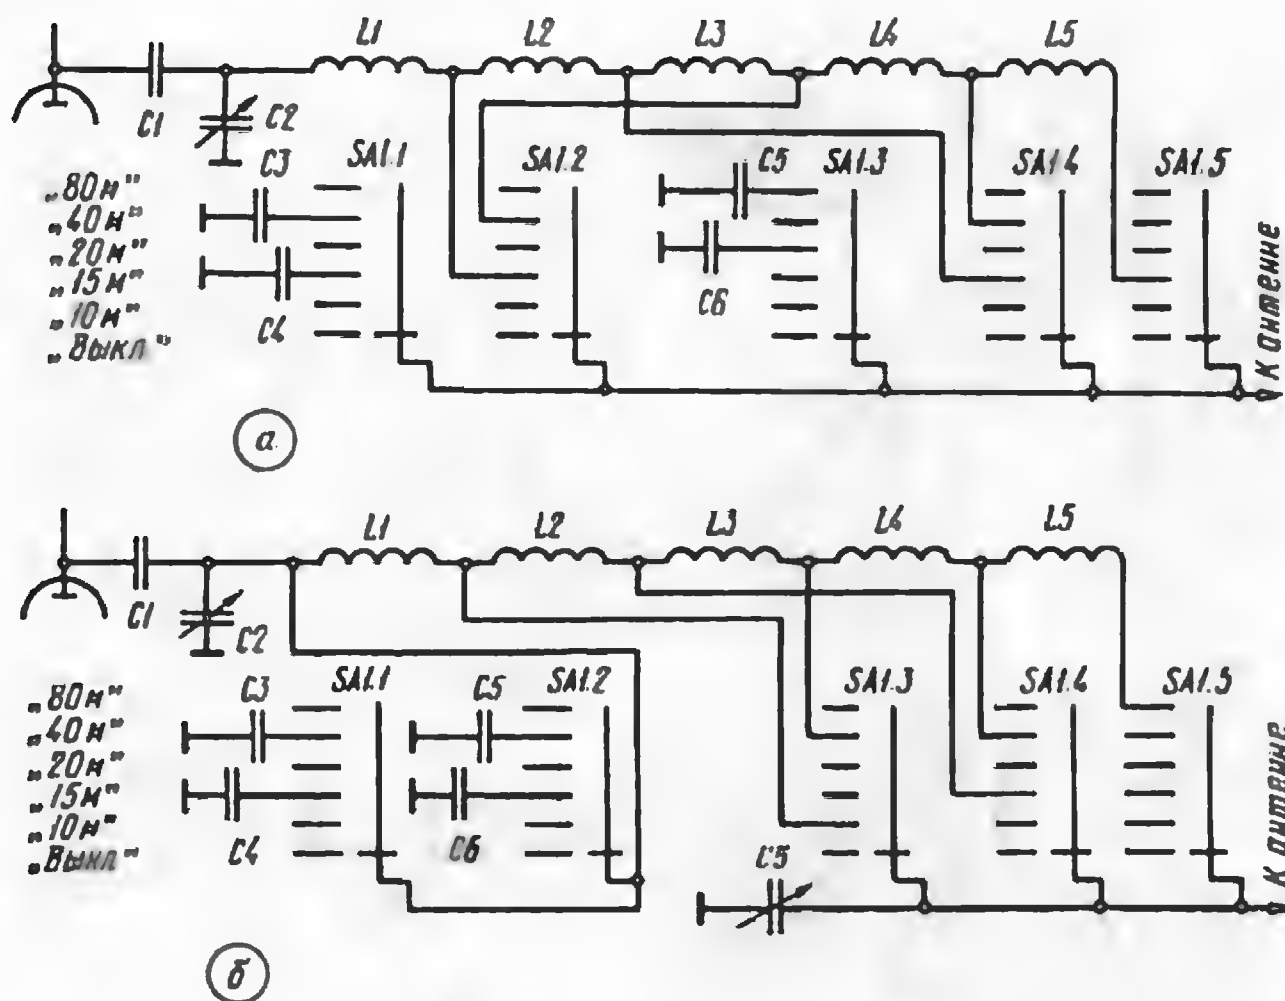 L1 L2 L3 L4 L5
C1 C2
SA1.1 SA1.2 SA1.3 SA1.4 SA1.5
C3 C5
„80м"
„40м"
„20м"
„15м"
„10м"
„Выкл"
C4 C6
К антенне
а
L1 L2 L3 L4 L5
C1 C2
SA1.1 SA1.2 SA1.3 SA1.4 SA1.5
C3 C5
„80м"
„40м"
„20м"
„15м"
„10м"
„Выкл"
C4 C6 C5
К антенне
б